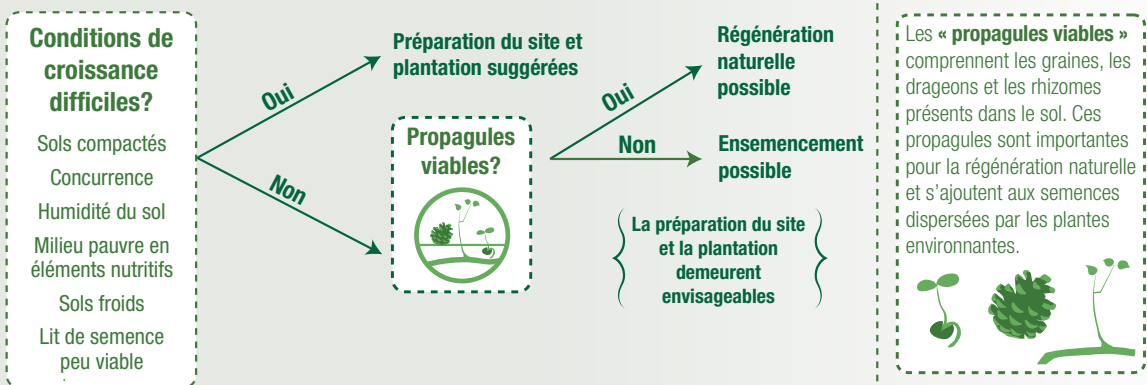 Conditions de
croissance
difficiles?
Sols compactés
Concurrence
Humidité du sol
Milieu pauvre en
éléments nutritifs
Sols froids
Lit de semence
peu viable
Oui
Non
Préparation du site et
plantation suggérées
Propagules
viables?
Oui
Non
Régénération
naturelle
possible
Ensemencement
possible
La préparation du site
et la plantation
demeurent
envisageables
Les « propagules viables »
comprennent les graines, les
drageons et les rhizomes
présents dans le sol. Ces
propagules sont importantes
pour la régénération naturelle
et s’ajoutent aux semences
dispersées par les plantes
environnantes.